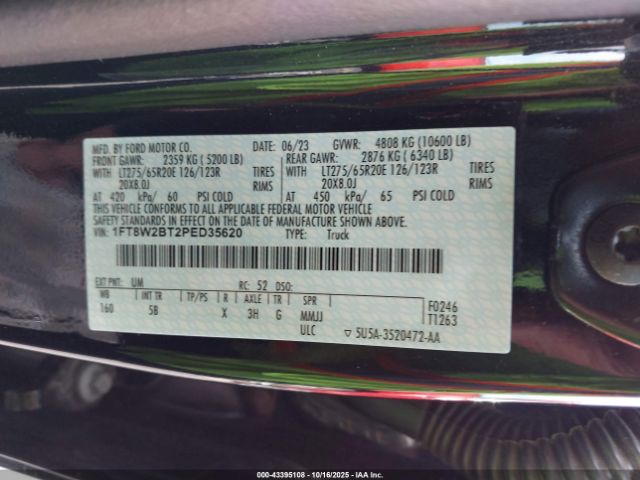 MFD. BY FORD MOTOR CO. DATE: 06/23 GVWR: 4808 KG (10600 LB)
FRONT GAWR: 2359 KG (5200 LB) REAR GAWR: 2876 KG (6340 LB)
WITH LT275/65R20E 126/123R TIRES WITH LT275/65R20E 126/123R TIRES
20X8.0J RIMS 20X8.0J RIMS
AT 420 kPa/ 60 PSI COLD AT 450 kPa/ 65 PSI COLD
THIS VEHICLE CONFORMS TO ALL APPLICABLE FEDERAL MOTOR VEHICLE
SAFETY STANDARDS IN EFFECT ON THE DATE OF MANUFACTURE SHOWN ABOVE.
VIN: 1FT8W2BT2PED35620 TYPE: Truck
EXT PNT: UM RC: 52 DSO:
WB INT TR TP/PS R AXLE TR SPR F0246
160 5B X 3H G MMJJ T1263
ULC ▽ 5U5A-3520472-AA
000-43395108 - 10/16/2025 - IAA Inc.